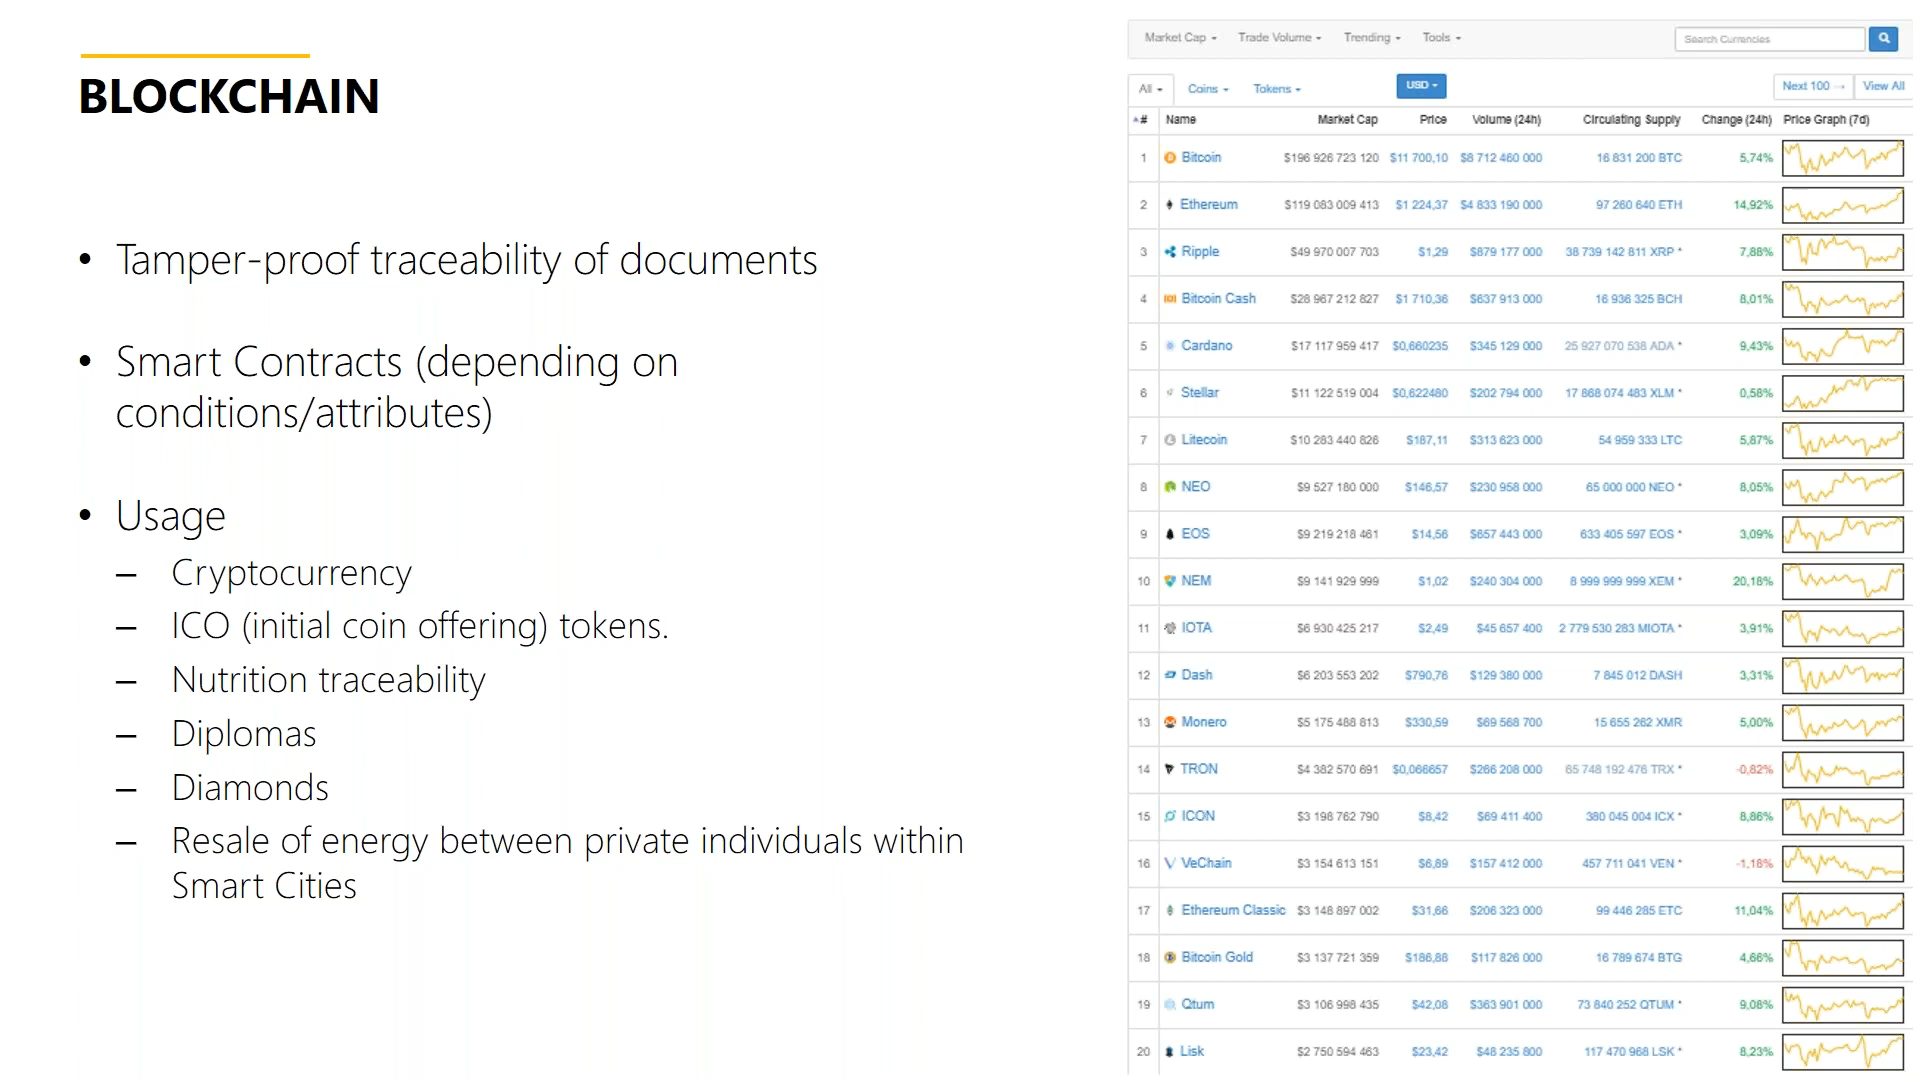 BLOCKCHAIN
• Tamper-proof traceability of documents
• Smart Contracts (depending on
conditions/attributes)
• Usage
– Cryptocurrency
– ICO (initial coin offering) tokens.
– Nutrition traceability
– Diplomas
– Diamonds
– Resale of energy between private individuals within
Smart Cities
Market Cap Trade Volume Trending Tools Search Currencies
All Coins Tokens USD Next 100 → View All
# Name Market Cap Price Volume (24h) Circulating Supply Change (24h) Price Graph (7d)
1 Bitcoin $196 926 723 120 $11 700,10 $8 712 460 000 16 831 200 BTC 5,74%
2 Ethereum $119 083 009 413 $1 224,37 $4 833 190 000 97 260 640 ETH 14,92%
3 Ripple $49 970 007 703 $1,29 $879 177 000 38 739 142 811 XRP * 7,88%
4 Bitcoin Cash $28 967 212 827 $1 710,36 $637 913 000 16 936 325 BCH 8,01%
5 Cardano $17 117 959 417 $0,660235 $345 129 000 25 927 070 538 ADA * 9,43%
6 Stellar $11 122 519 004 $0,622480 $202 794 000 17 868 074 483 XLM * 0,58%
7 Litecoin $10 283 440 826 $187,11 $313 623 000 54 959 333 LTC 5,87%
8 NEO $9 527 180 000 $146,57 $230 958 000 65 000 000 NEO * 8,05%
9 EOS $9 219 218 461 $14,56 $657 443 000 633 405 597 EOS * 3,09%
10 NEM $9 141 929 999 $1,02 $240 304 000 8 999 999 999 XEM * 20,18%
11 IOTA $6 930 425 217 $2,49 $45 657 400 2 779 530 283 MIOTA * 3,91%
12 Dash $6 203 553 202 $790,76 $129 380 000 7 845 012 DASH 3,31%
13 Monero $5 175 488 813 $330,59 $69 568 700 15 655 262 XMR 5,00%
14 TRON $4 382 570 691 $0,066657 $266 208 000 65 748 192 476 TRX * -0,82%
15 ICON $3 198 762 790 $8,42 $69 411 400 380 045 004 ICX * 8,86%
16 VeChain $3 154 613 151 $6,89 $157 412 000 457 711 041 VEN * -1,18%
17 Ethereum Classic $3 148 897 002 $31,66 $206 323 000 99 446 285 ETC 11,04%
18 Bitcoin Gold $3 137 721 359 $186,88 $117 826 000 16 789 674 BTG 4,66%
19 Qtum $3 106 998 435 $42,08 $363 901 000 73 840 252 QTUM * 9,08%
20 Lisk $2 750 594 463 $23,42 $48 235 800 117 470 968 LSK * 8,23%